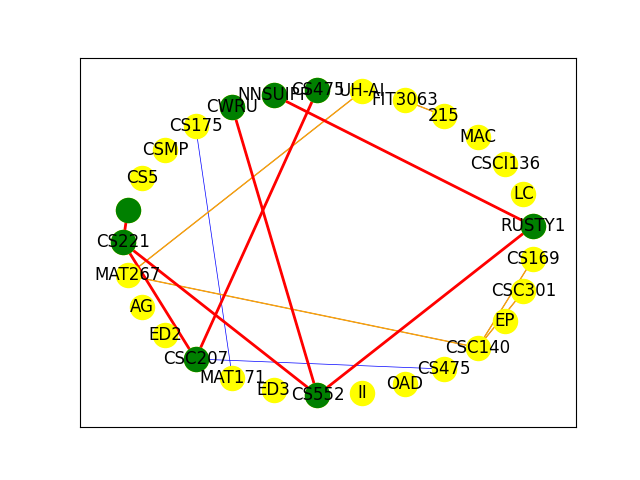 CS475
UH-AI
NNSUIPP
FIT3063
CWRU
215
CS175
MAC
CSMP
CSCI136
CS5
LC
RUSTY1
CS221
CS169
MAT267
CSC301
AG
EP
ED2
CSC140
CSC207
CS475
MAT171
OAD
ED3
CS552
II